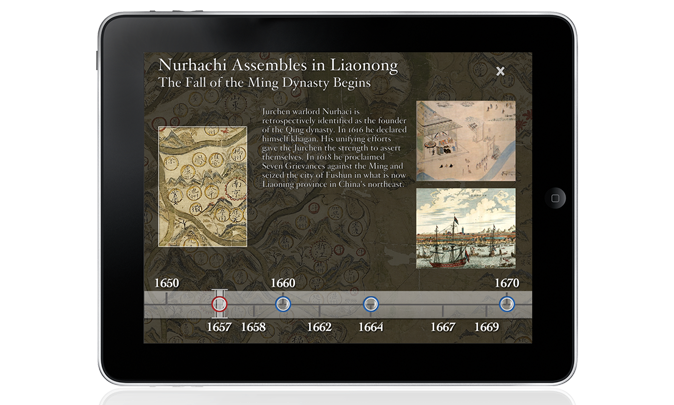 Nurhachi Assembles in Liaonong
The Fall of the Ming Dynasty Begins
X
Jurchen warlord Nurhaci is
retrospectively identified as the founder
of the Qing dynasty. In 1616 he declared
himself khagan. His unifying efforts
gave the Jurchen the strength to assert
themselves. In 1618 he proclaimed
Seven Grievances against the Ming and
seized the city of Fushun in what is now
Liaoning province in China's northeast.
1650 1660 1670
1657 1658 1662 1664 1667 1669